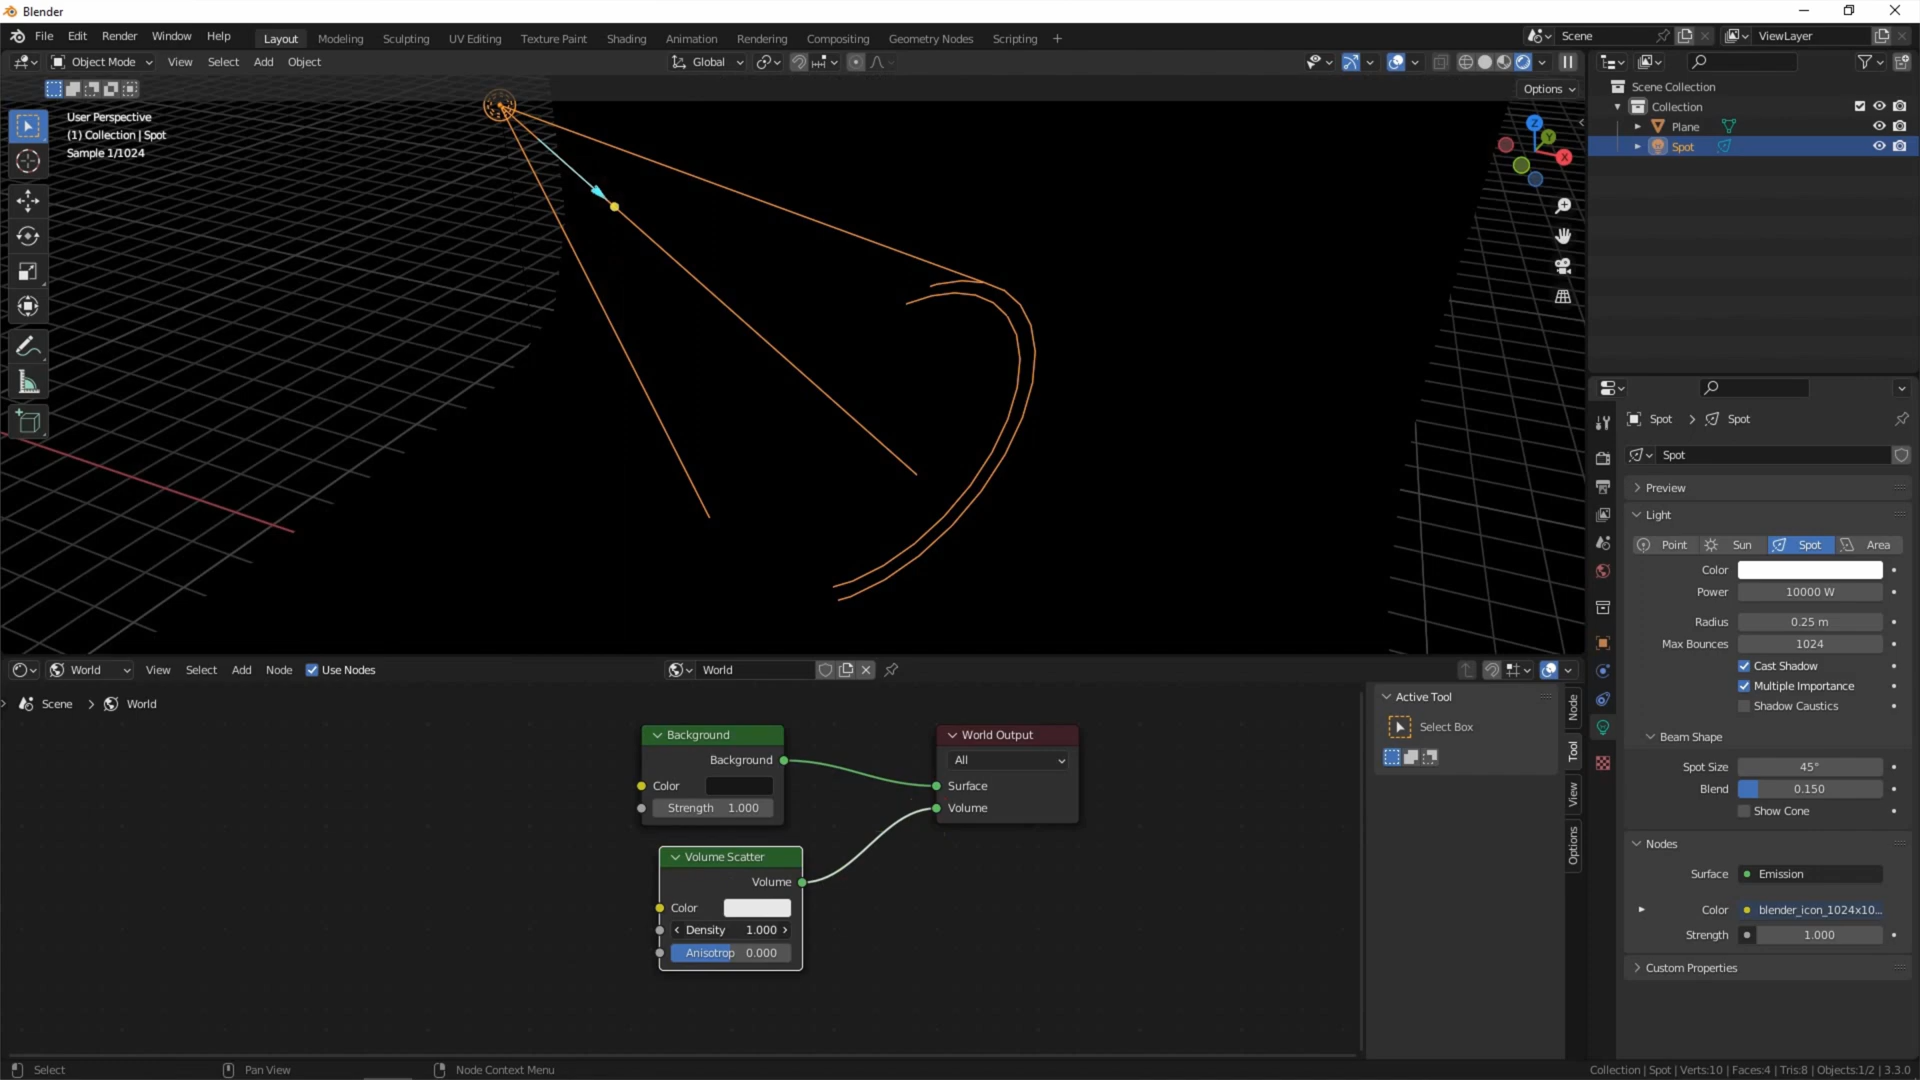 Blender
File Edit Render Window Help
Layout Modeling Sculpting UV Editing Texture Paint Shading Animation Rendering Compositing Geometry Nodes Scripting +
Scene
ViewLayer
Object Mode View Select Add Object
Global
Options
User Perspective
(1) Collection | Spot
Sample 1/1024
Z
Y
X
Scene Collection
Collection
Plane
Spot
Spot > Spot
Spot
Preview
Light
Point Sun Spot Area
Color
Power 10000 W
Radius 0.25 m
Max Bounces 1024
Cast Shadow
Multiple Importance
Shadow Caustics
Beam Shape
Spot Size 45°
Blend 0.150
Show Cone
Nodes
Surface Emission
Color blender_icon_1024x10...
Strength 1.000
Custom Properties
World View Select Add Node Use Nodes
World
Scene > World
Background
Background
Color
Strength 1.000
World Output
All
Surface
Volume
Volume Scatter
Volume
Color
Density 1.000
Anisotrop 0.000
Active Tool
Select Box
Node
Tool
View
Options
Select
Pan View
Node Context Menu
Collection | Spot | Verts:10 | Faces:4 | Tris:8 | Objects:1/2 | 3.3.0